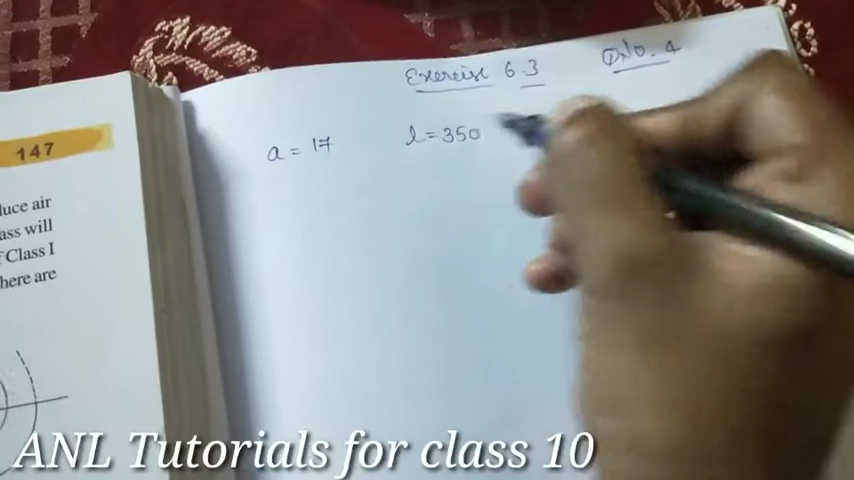 Exercise 6.3 Q.No. 4
a = 17 l = 350
147
duce air
ass will
f Class I
here are
ANL Tutorials for class 10